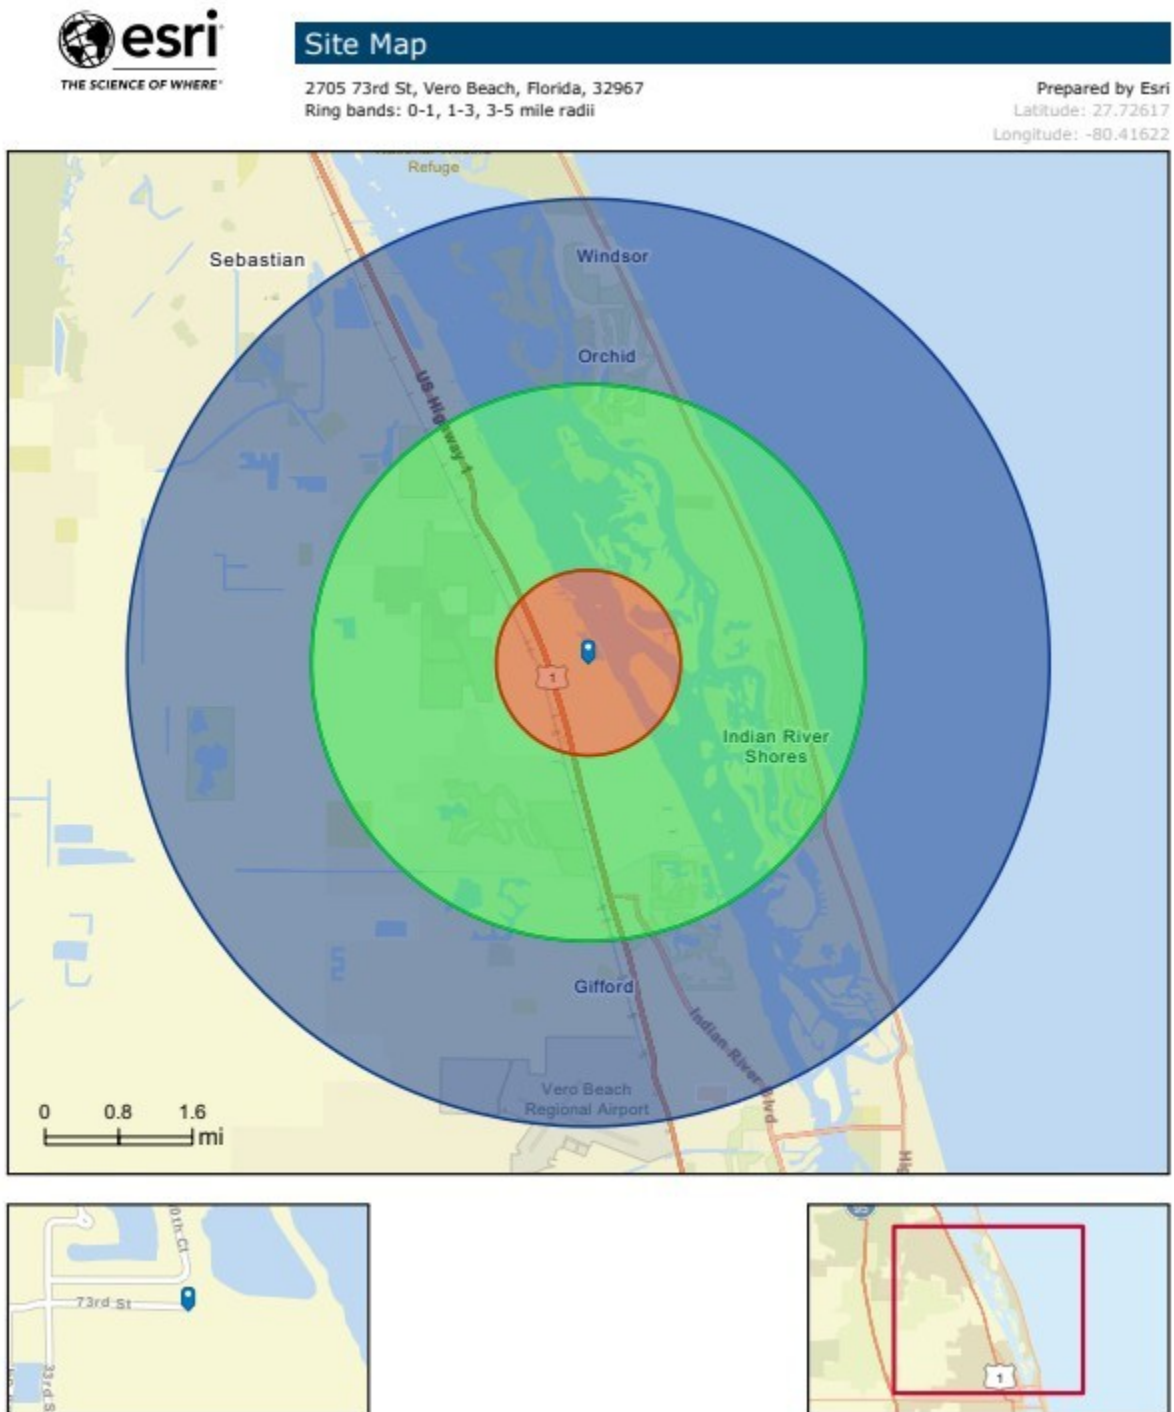 esri
THE SCIENCE OF WHERE®
Site Map
2705 73rd St, Vero Beach, Florida, 32967
Ring bands: 0-1, 1-3, 3-5 mile radii
Prepared by Esri
Latitude: 27.72617
Longitude: -80.41622
Refuge
Sebastian
Windsor
Orchid
US Highway 1
1
Indian River
Shores
Gifford
Indian River Blvd
Vero Beach
Regional Airport
0 0.8 1.6
mi
73rd St
1